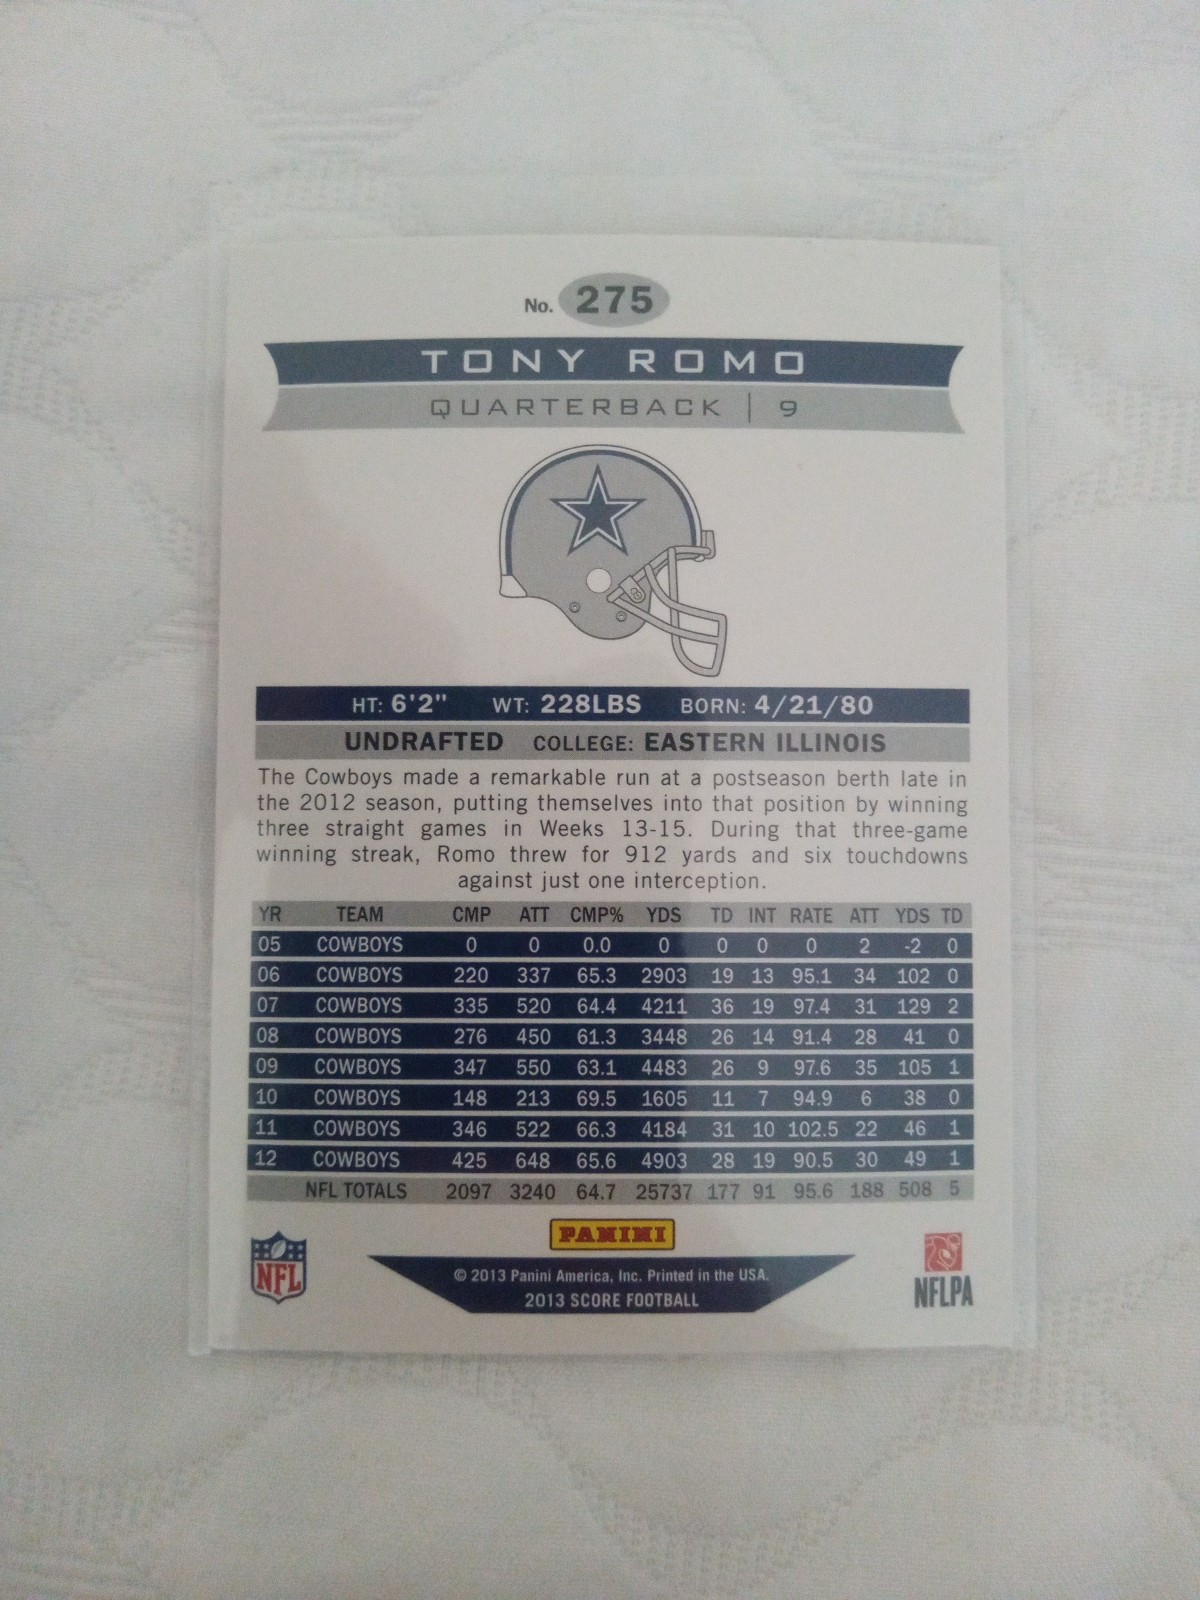 No. 275
TONY ROMO
QUARTERBACK | 9
HT: 6'2" WT: 228LBS BORN: 4/21/80
UNDRAFTED COLLEGE: EASTERN ILLINOIS
The Cowboys made a remarkable run at a postseason berth late in
the 2012 season, putting themselves into that position by winning
three straight games in Weeks 13-15. During that three-game
winning streak, Romo threw for 912 yards and six touchdowns
against just one interception.
YR TEAM CMP ATT CMP% YDS TD INT RATE ATT YDS TD
05 COWBOYS 0 0 0.0 0 0 0 0 2 -2 0
06 COWBOYS 220 337 65.3 2903 19 13 95.1 34 102 0
07 COWBOYS 335 520 64.4 4211 36 19 97.4 31 129 2
08 COWBOYS 276 450 61.3 3448 26 14 91.4 28 41 0
09 COWBOYS 347 550 63.1 4483 26 9 97.6 35 105 1
10 COWBOYS 148 213 69.5 1605 11 7 94.9 6 38 0
11 COWBOYS 346 522 66.3 4184 31 10 102.5 22 46 1
12 COWBOYS 425 648 65.6 4903 28 19 90.5 30 49 1
NFL TOTALS 2097 3240 64.7 25737 177 91 95.6 188 508 5
PANINI
NFL
© 2013 Panini America, Inc. Printed in the USA.
2013 SCORE FOOTBALL
NFLPA